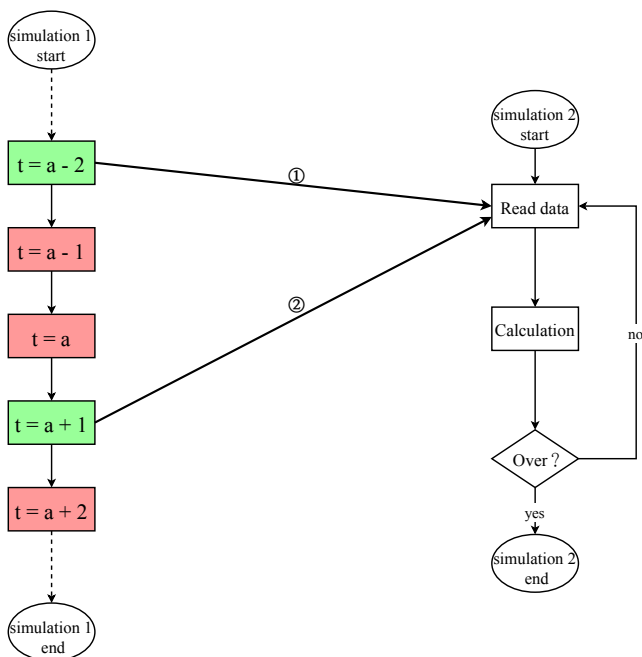 simulation 1
start
t = a - 2
t = a - 1
t = a
t = a + 1
t = a + 2
simulation 1
end
①
②
simulation 2
start
Read data
Calculation
no
Over？
yes
simulation 2
end